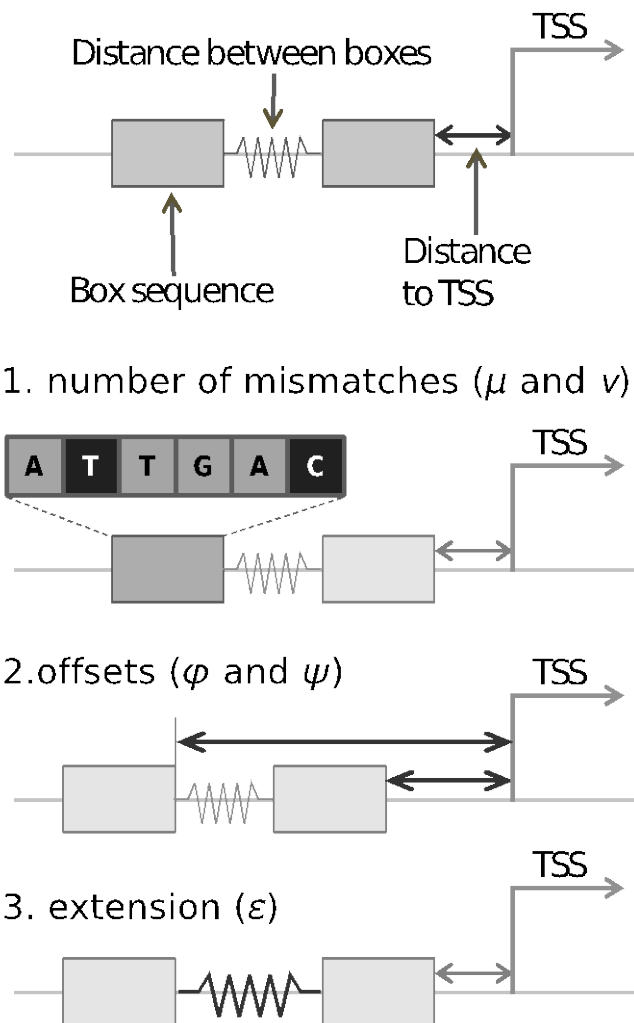 TSS
Distance between boxes
Distance
to TSS
Box sequence
1. number of mismatches (μ and ν)
TSS
A T T G A C
2.offsets (φ and ψ)
TSS
TSS
3. extension (ε)